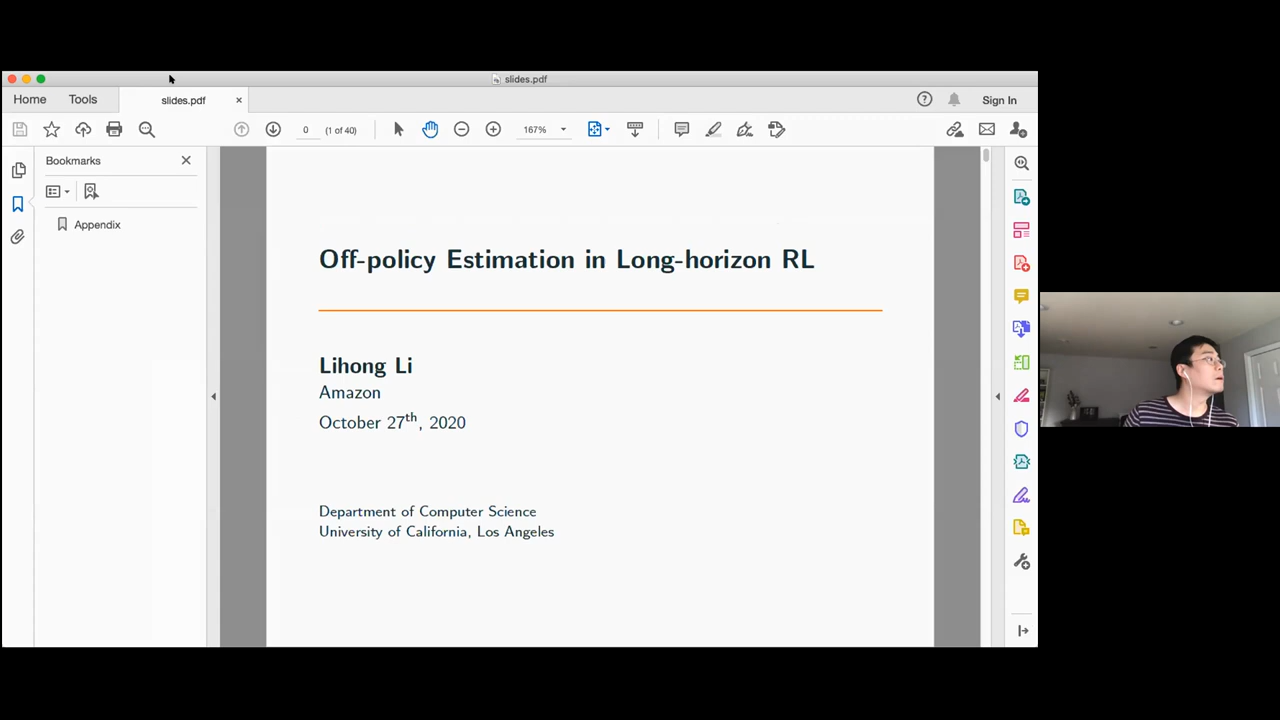 slides.pdf
Home
Tools
slides.pdf
Sign In
0
(1 of 40)
167%
Bookmarks
Appendix
Off-policy Estimation in Long-horizon RL
Lihong Li
Amazon
October 27th, 2020
Department of Computer Science
University of California, Los Angeles